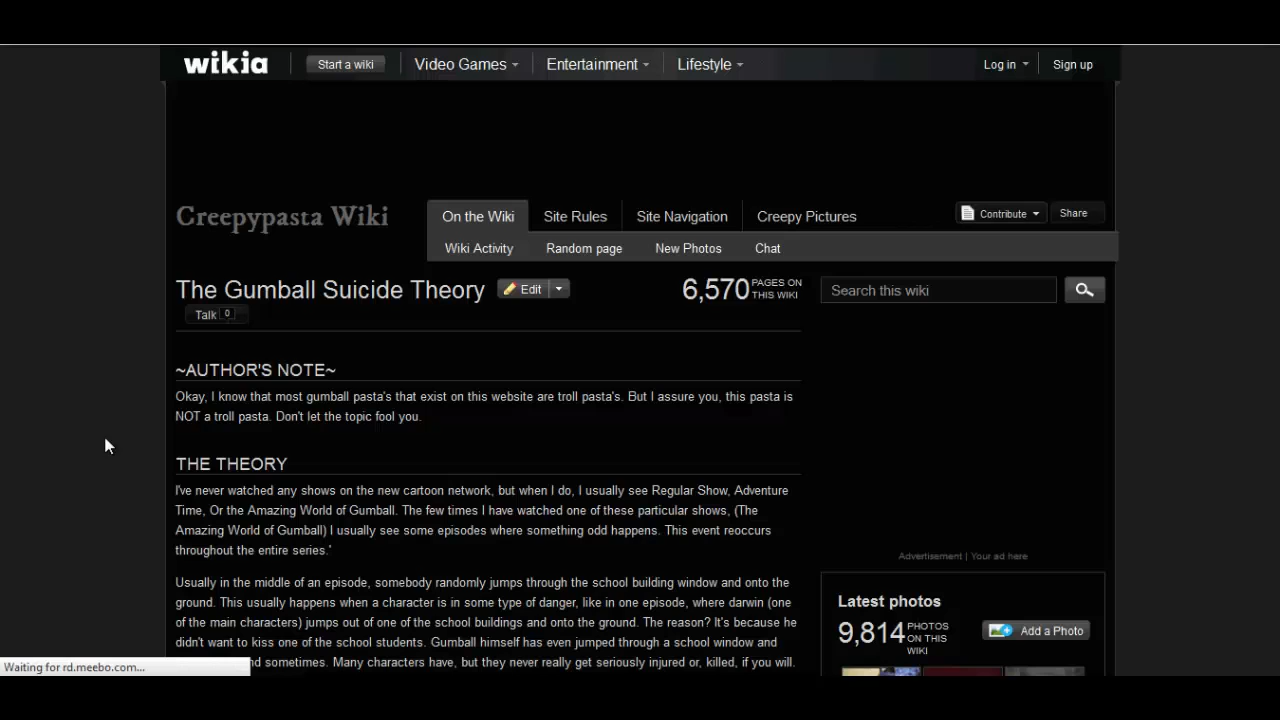 wikia
Start a wiki
Video Games
Entertainment
Lifestyle
Log in
Sign up
Creepypasta Wiki
On the Wiki
Site Rules
Site Navigation
Creepy Pictures
Contribute
Share
Wiki Activity
Random page
New Photos
Chat
The Gumball Suicide Theory
Edit
6,570 PAGES ON
THIS WIKI
Search this wiki
Talk 0
~AUTHOR'S NOTE~
Okay, I know that most gumball pasta's that exist on this website are troll pasta's. But I assure you, this pasta is
NOT a troll pasta. Don't let the topic fool you.
THE THEORY
I've never watched any shows on the new cartoon network, but when I do, I usually see Regular Show, Adventure
Time, Or the Amazing World of Gumball. The few times I have watched one of these particular shows, (The
Amazing World of Gumball) I usually see some episodes where something odd happens. This event reoccurs
throughout the entire series.'
Usually in the middle of an episode, somebody randomly jumps through the school building window and onto the
ground. This usually happens when a character is in some type of danger, like in one episode, where darwin (one
of the main characters) jumps out of one of the school buildings and onto the ground. The reason? It's because he
didn't want to kiss one of the school students. Gumball himself has even jumped through a school window and
nd sometimes. Many characters have, but they never really get seriously injured or, killed, if you will.
Advertisement | Your ad here
Latest photos
9,814 PHOTOS
ON THIS
WIKI
Add a Photo
Waiting for rd.meebo.com...